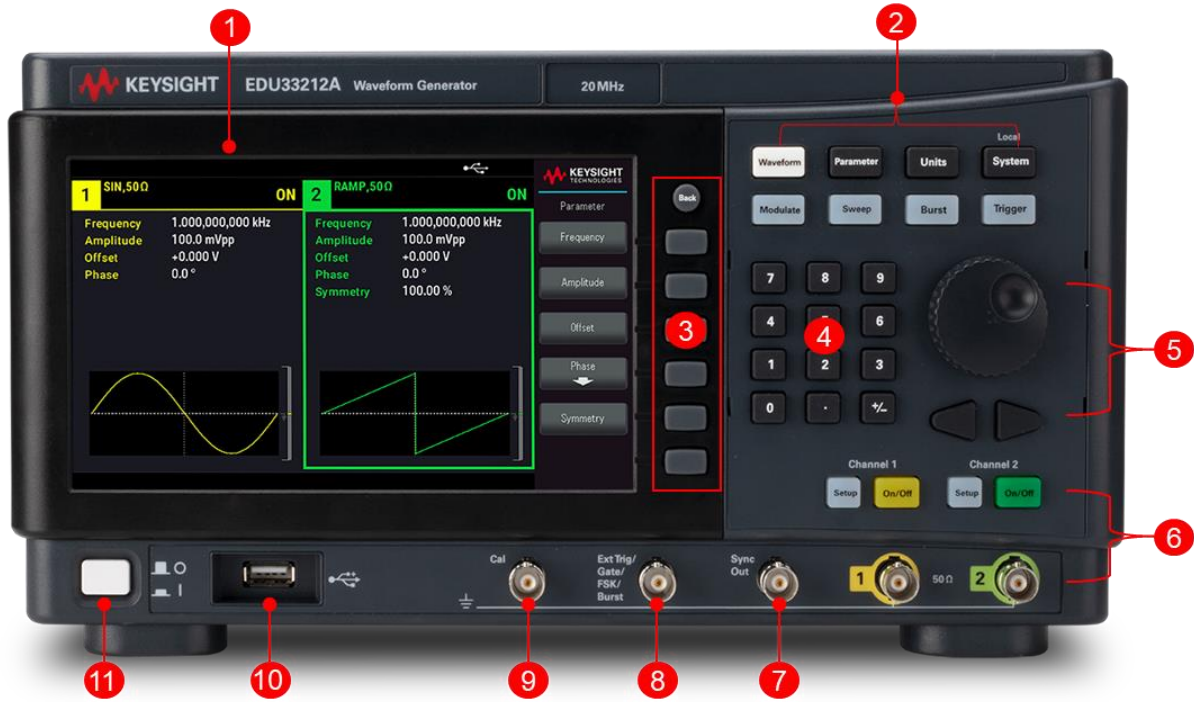 1
2
KEYSIGHT EDU33212A Waveform Generator 20 MHz
Local
Waveform Parameter Units System
Modulate Sweep Burst Trigger
KEYSIGHT
TECHNOLOGIES
1 SIN,50Ω ON
2 RAMP,50Ω ON
Frequency 1.000,000,000 kHz
Amplitude 100.0 mVpp
Offset +0.000 V
Phase 0.0 °
Frequency 1.000,000,000 kHz
Amplitude 100.0 mVpp
Offset +0.000 V
Phase 0.0 °
Symmetry 100.00 %
Parameter
Frequency
Amplitude
Offset
Phase
Symmetry
Back
3
7 8 9
4 6
1 2 3
0 . +/−
4
5
Channel 1 Channel 2
Setup On/Off Setup On/Off
6
Cal
Ext Trig/
Gate/
FSK/
Burst
Sync
Out
1 50 Ω 2
11
10
9
8
7